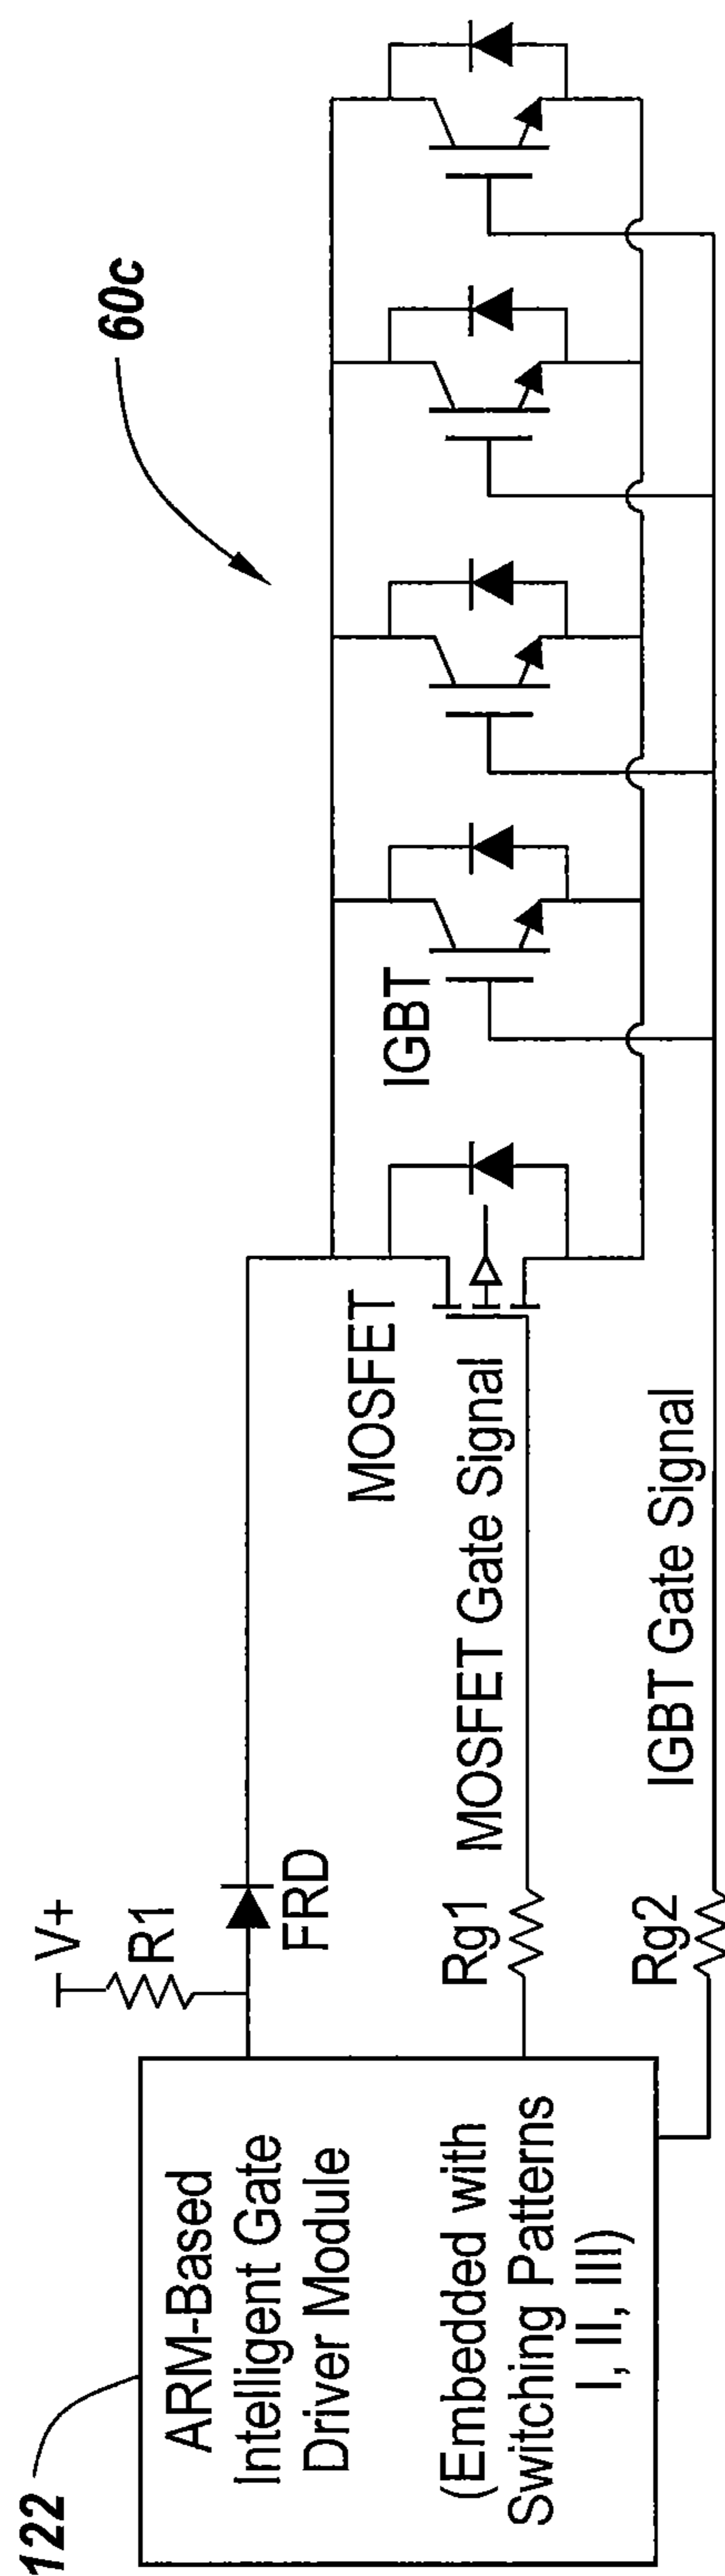 122
ARM-Based
Intelligent Gate
Driver Module
(Embedded with
Switching Patterns
I, II, III)
V+
R1
FRD
Rg1
MOSFET Gate Signal
Rg2
IGBT Gate Signal
MOSFET
IGBT
60c